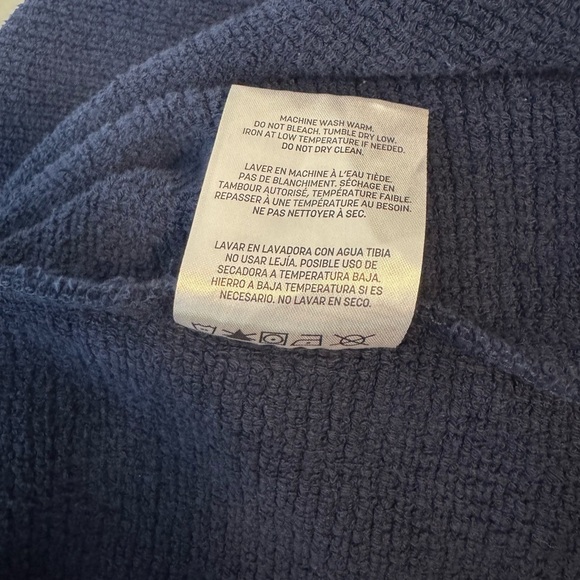 MACHINE WASH WARM.
DO NOT BLEACH. TUMBLE DRY LOW.
IRON AT LOW TEMPERATURE IF NEEDED.
DO NOT DRY CLEAN.
LAVER EN MACHINE À L'EAU TIÈDE.
PAS DE BLANCHIMENT. SÉCHAGE EN
TAMBOUR AUTORISÉ, TEMPÉRATURE FAIBLE.
REPASSER À UNE TEMPÉRATURE AU BESOIN.
NE PAS NETTOYER À SEC.
LAVAR EN LAVADORA CON AGUA TIBIA
NO USAR LEJÍA. POSIBLE USO DE
SECADORA A TEMPERATURA BAJA.
HIERRO A BAJA TEMPERATURA SI ES
NECESARIO. NO LAVAR EN SECO.